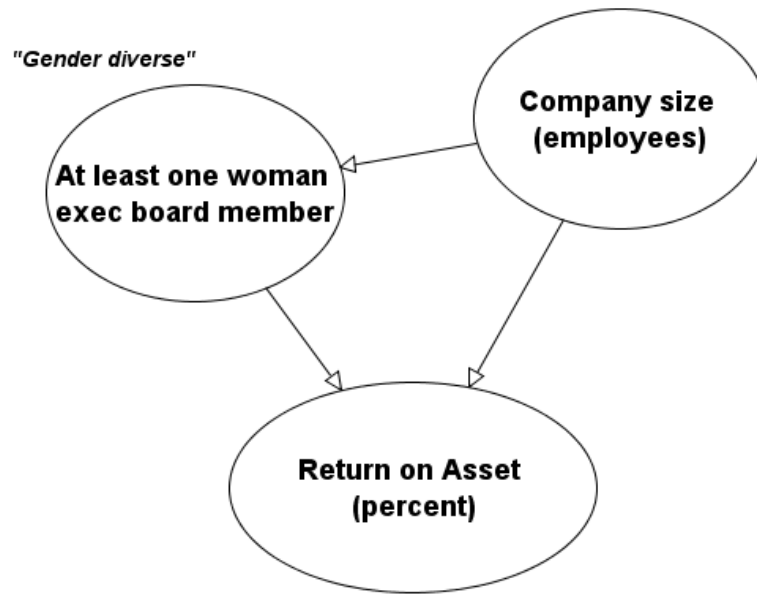 "Gender diverse"
Company size
(employees)
At least one woman
exec board member
Return on Asset
(percent)